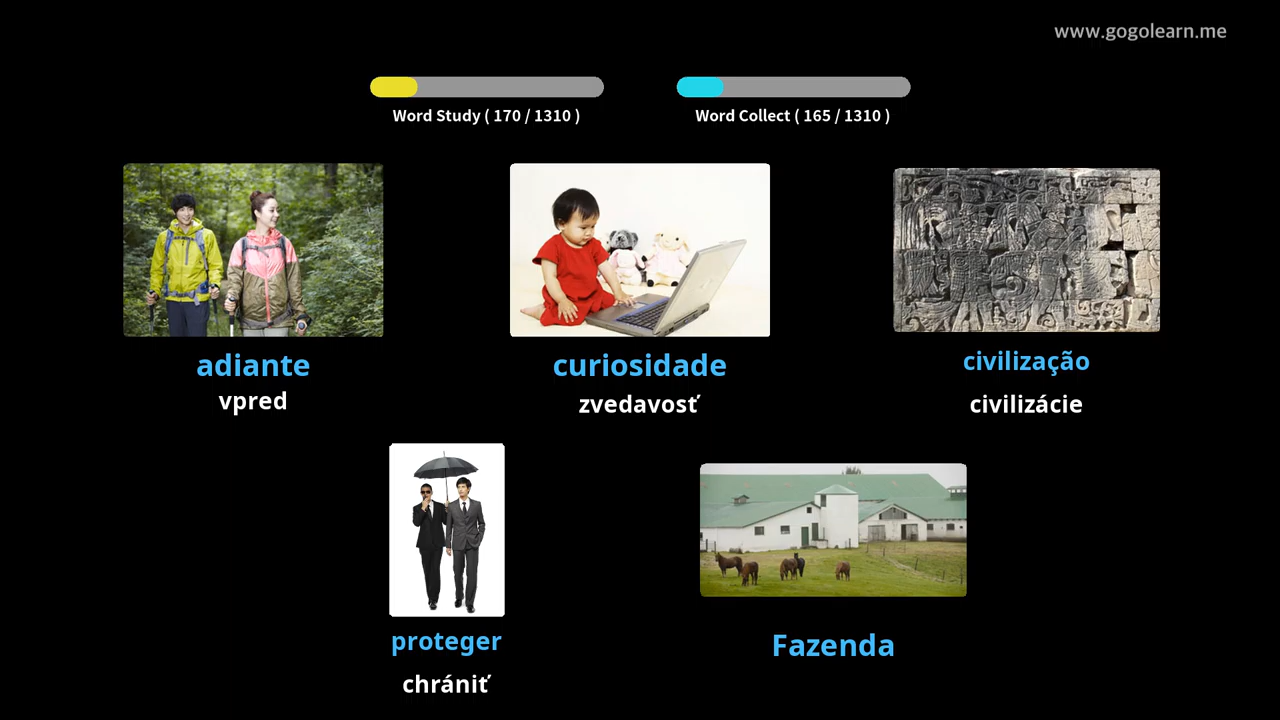 www.gogolearn.me
Word Study ( 170 / 1310 )
Word Collect ( 165 / 1310 )
adiante
vpred
curiosidade
zvedavosť
civilização
civilizácie
proteger
chrániť
Fazenda